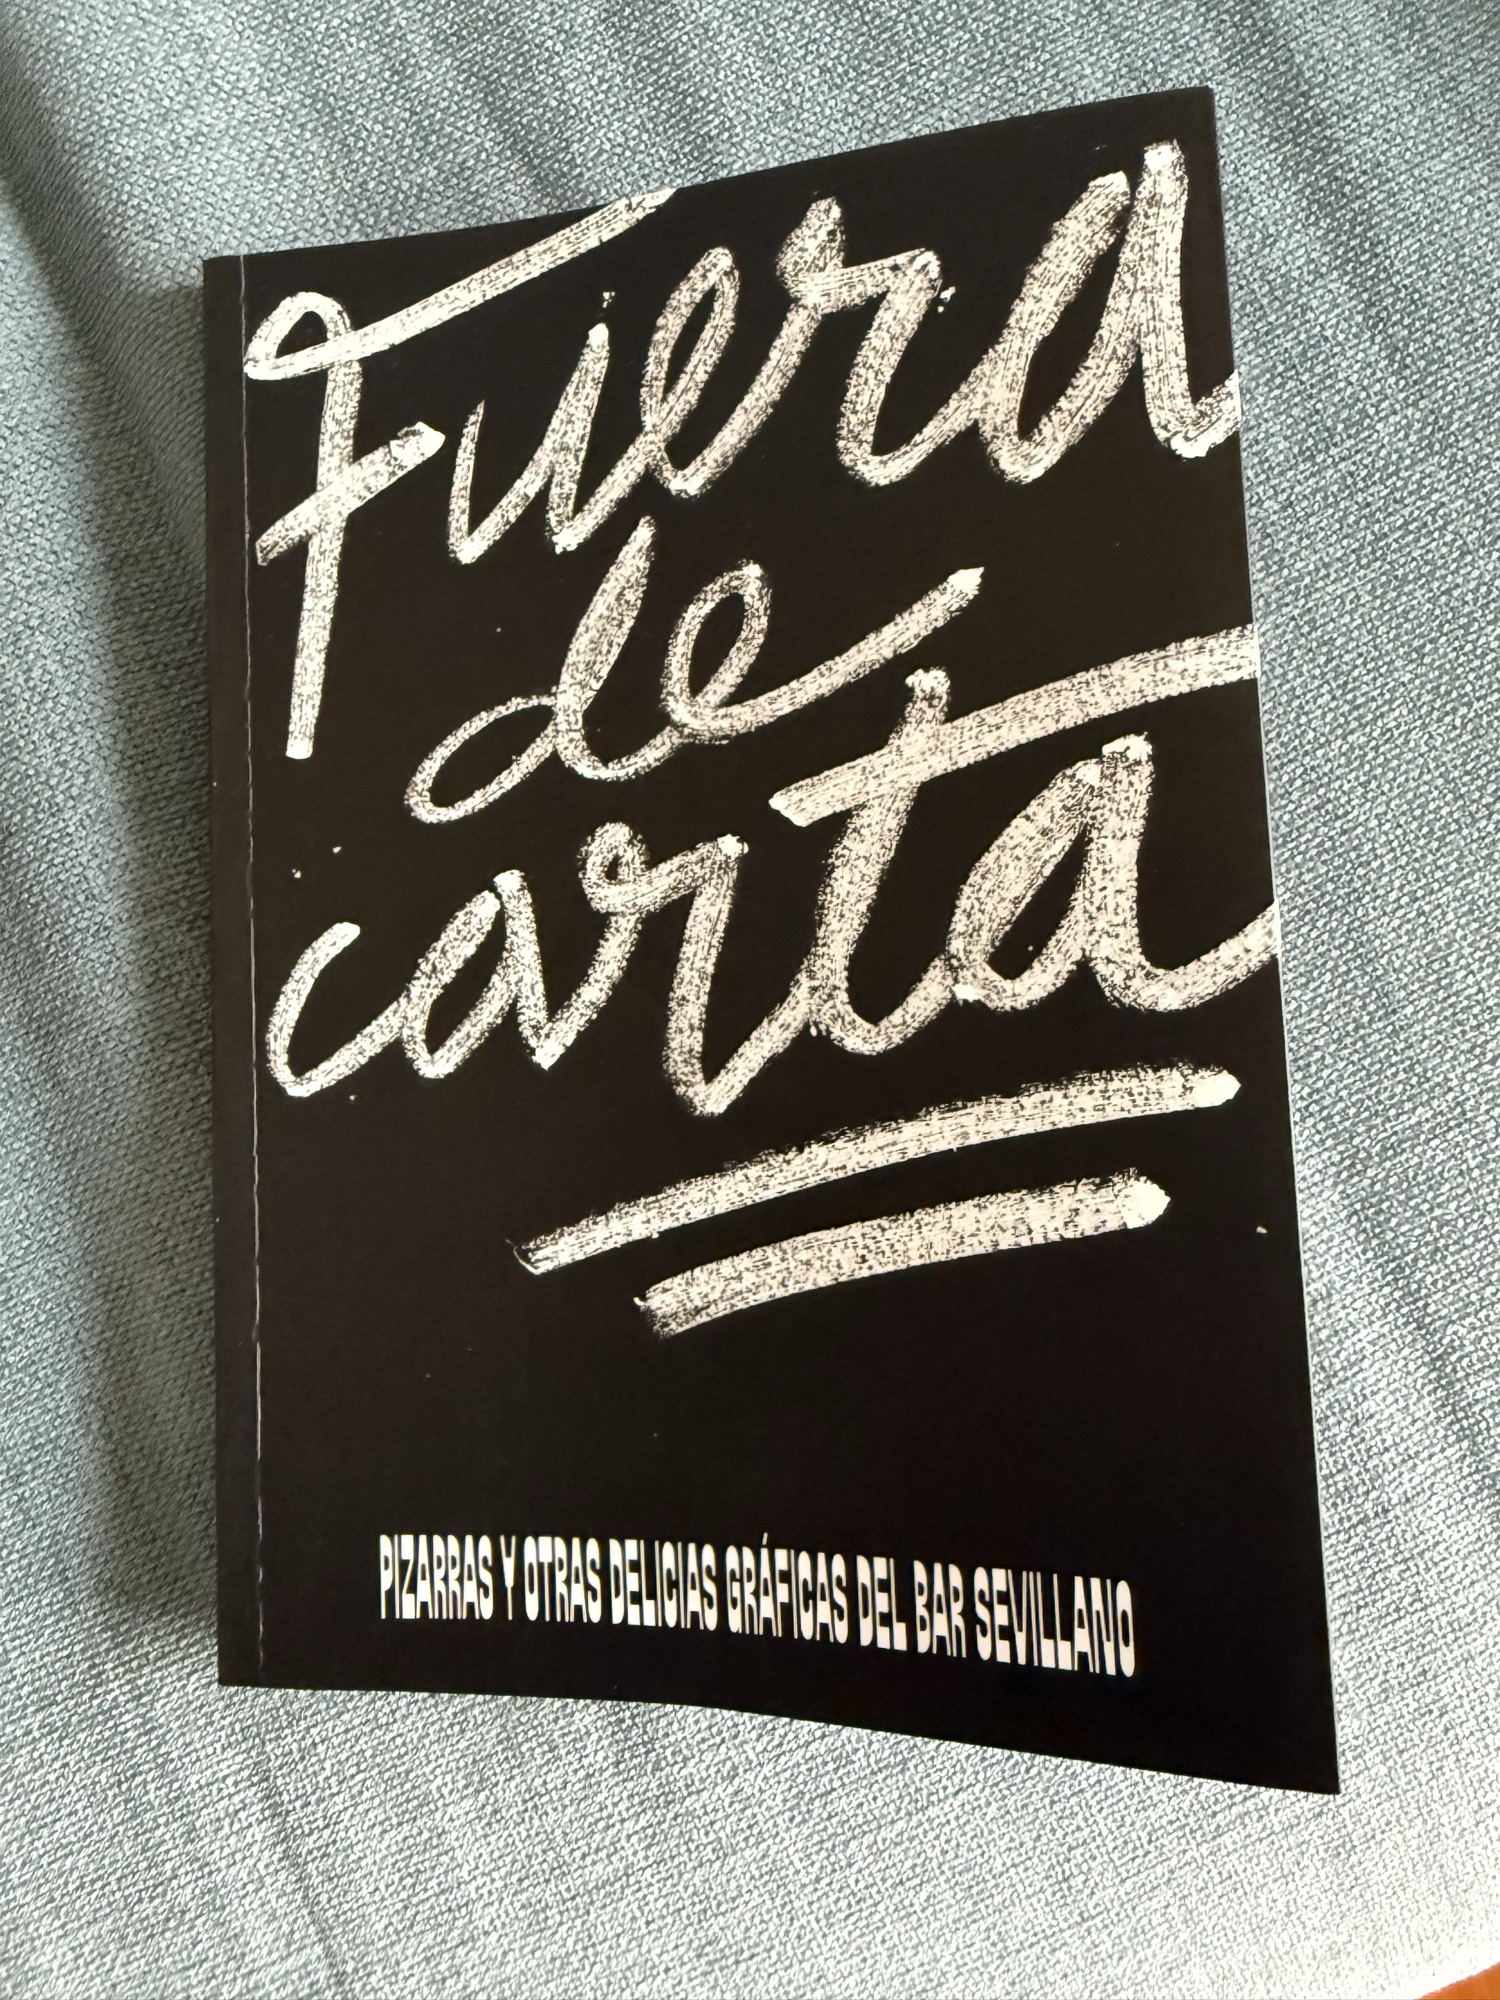 Fuera
de
carta
PIZARRAS Y OTRAS DELICIAS GRÁFICAS DEL BAR SEVILLANO